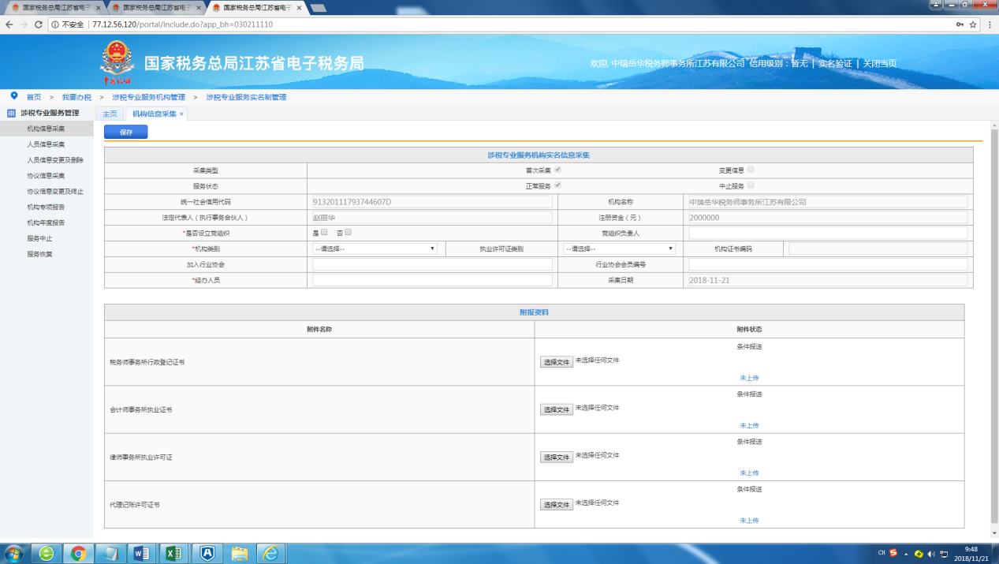 国家税务总局江苏省电子 × 国家税务总局江苏省电子 × 国家税务总局江苏省电子 ×
不安全 | 77.12.56.120/portal/include.do?app_bh=030211110
国家税务总局江苏省电子税务局
欢迎, 中瑞岳华税务师事务所江苏有限公司 信用级别：暂无 | 实名验证 | 关闭当页
中国税务
首页 > 我要办税 > 涉税专业服务机构管理 > 涉税专业服务实名制管理
涉税专业服务管理
主页 机构信息采集 ×
机构信息采集
人员信息采集
人员信息变更及删除
协议信息采集
协议信息变更及终止
机构专项报告
机构年度报告
服务中止
服务恢复
保存
涉税专业服务机构实名信息采集
采集类型 首次采集 变更信息
服务状态 正常服务 中止服务
统一社会信用代码 91320111793744607D 机构名称 中瑞岳华税务师事务所江苏有限公司
法定代表人（执行事务合伙人） 赵丽华 注册资金（元） 2000000
*是否设立党组织 是 否 党组织负责人
*机构类别 --请选择-- 执业许可证类别 --请选择-- 机构证书编码
加入行业协会 行业协会会员编号
*经办人员 采集日期 2018-11-21
附报资料
附件名称 附件状态
税务师事务所行政登记证书
条件报送
选择文件 未选择任何文件
未上传
会计师事务所执业证书
条件报送
选择文件 未选择任何文件
未上传
律师事务所执业许可证
条件报送
选择文件 未选择任何文件
未上传
代理记账许可证书
条件报送
选择文件 未选择任何文件
未上传
CH
9:48
2018/11/21